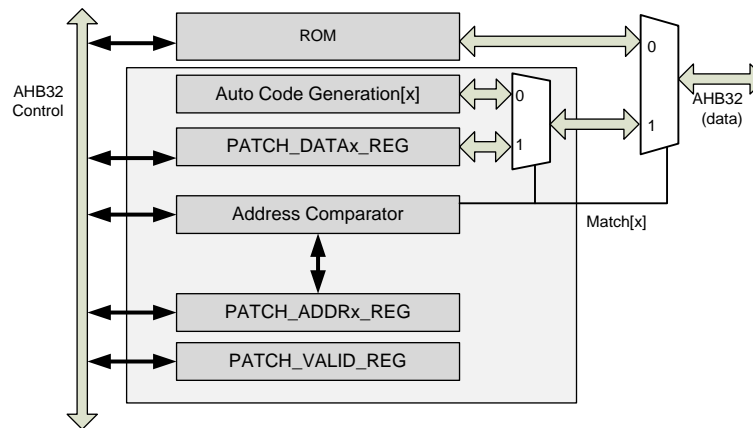 ROM
0
AHB32
Control
Auto Code Generation[x]
0
AHB32
(data)
PATCH_DATAx_REG
1
1
Address Comparator
Match[x]
PATCH_ADDRx_REG
PATCH_VALID_REG